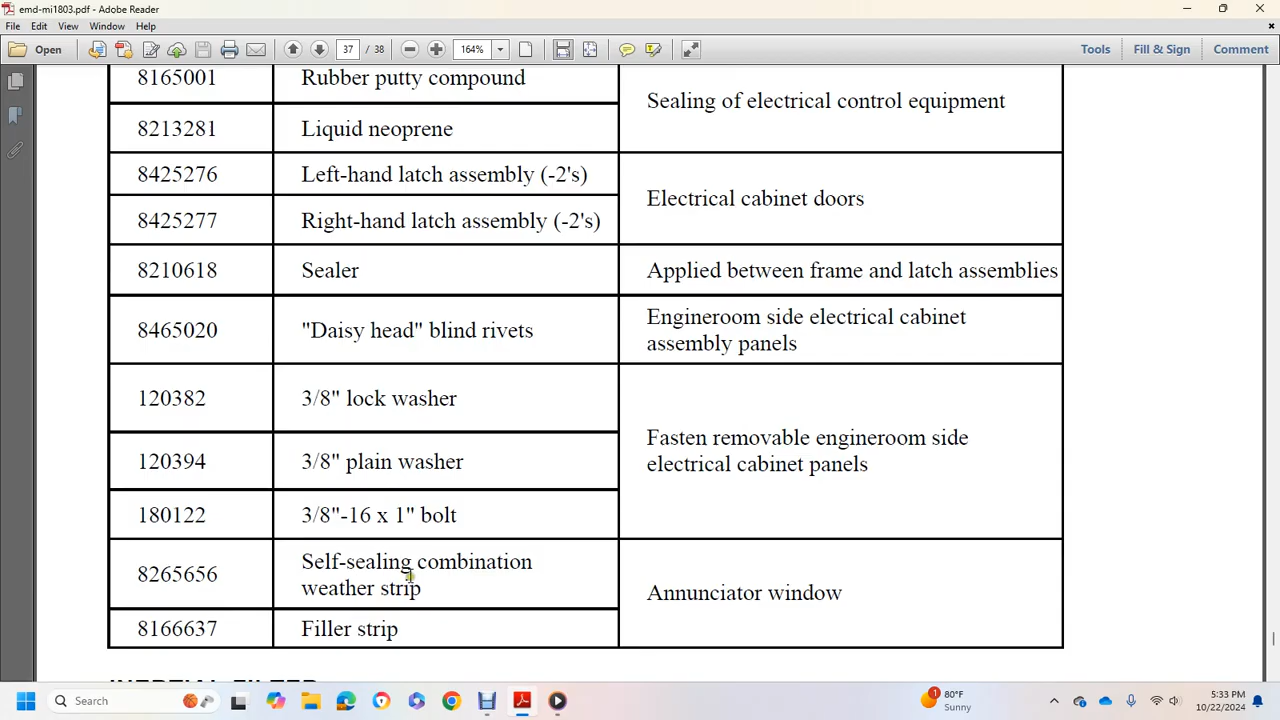 emd-mi1803.pdf - Adobe Reader
File Edit View Window Help
Open 37 / 38 164% Tools Fill & Sign Comment
8165001 Rubber putty compound
Sealing of electrical control equipment
8213281 Liquid neoprene
8425276 Left-hand latch assembly (-2's)
Electrical cabinet doors
8425277 Right-hand latch assembly (-2's)
8210618 Sealer Applied between frame and latch assemblies
8465020 "Daisy head" blind rivets Engineroom side electrical cabinet
assembly panels
120382 3/8" lock washer
Fasten removable engineroom side
electrical cabinet panels
120394 3/8" plain washer
180122 3/8"-16 x 1" bolt
8265656 Self-sealing combination
weather strip
Annunciator window
8166637 Filler strip
INERTIAL FILTER
Search
1 80°F
Sunny
5:33 PM
10/22/2024